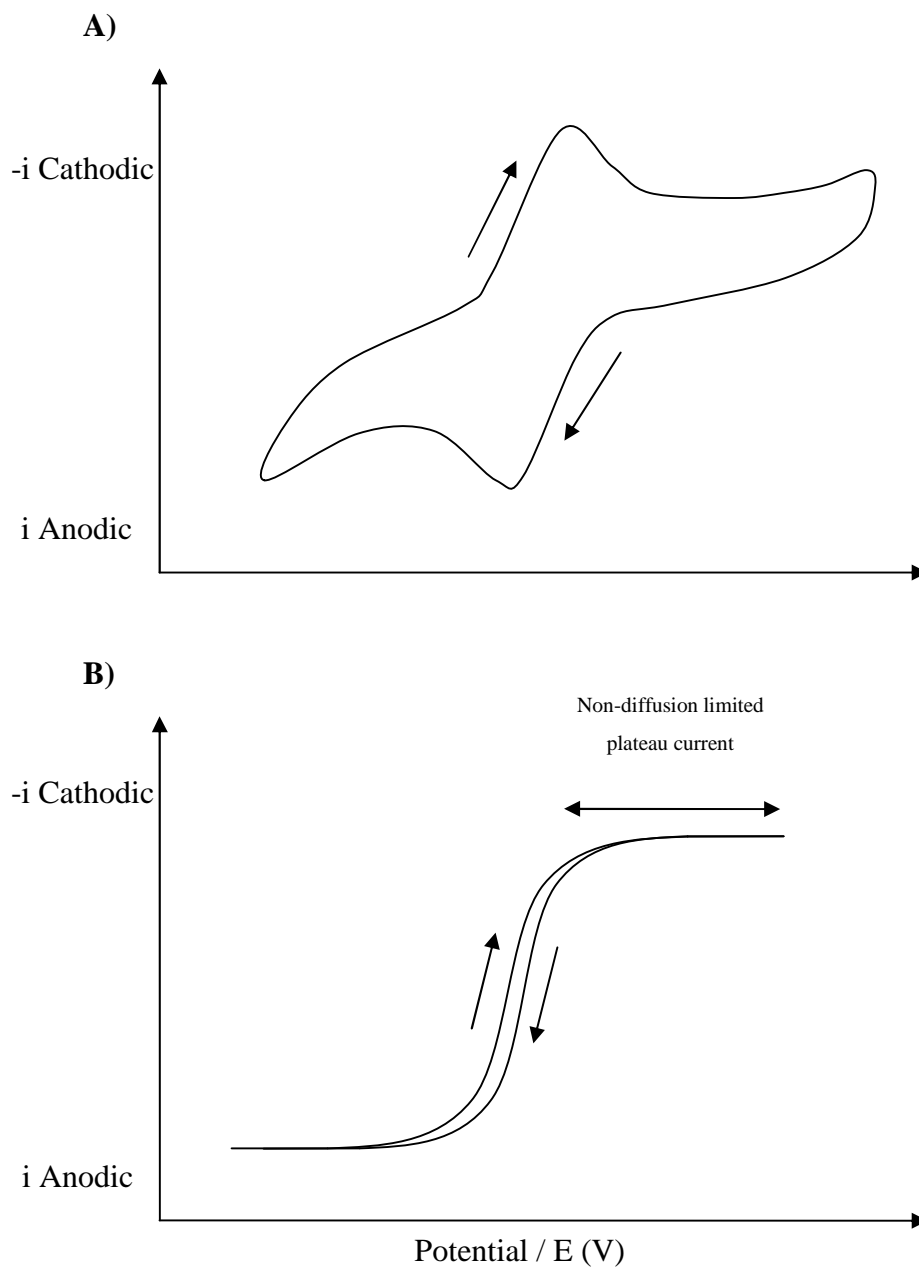 A)
-i Cathodic
i Anodic
B)
Non-diffusion limited
plateau current
-i Cathodic
i Anodic
Potential / E (V)